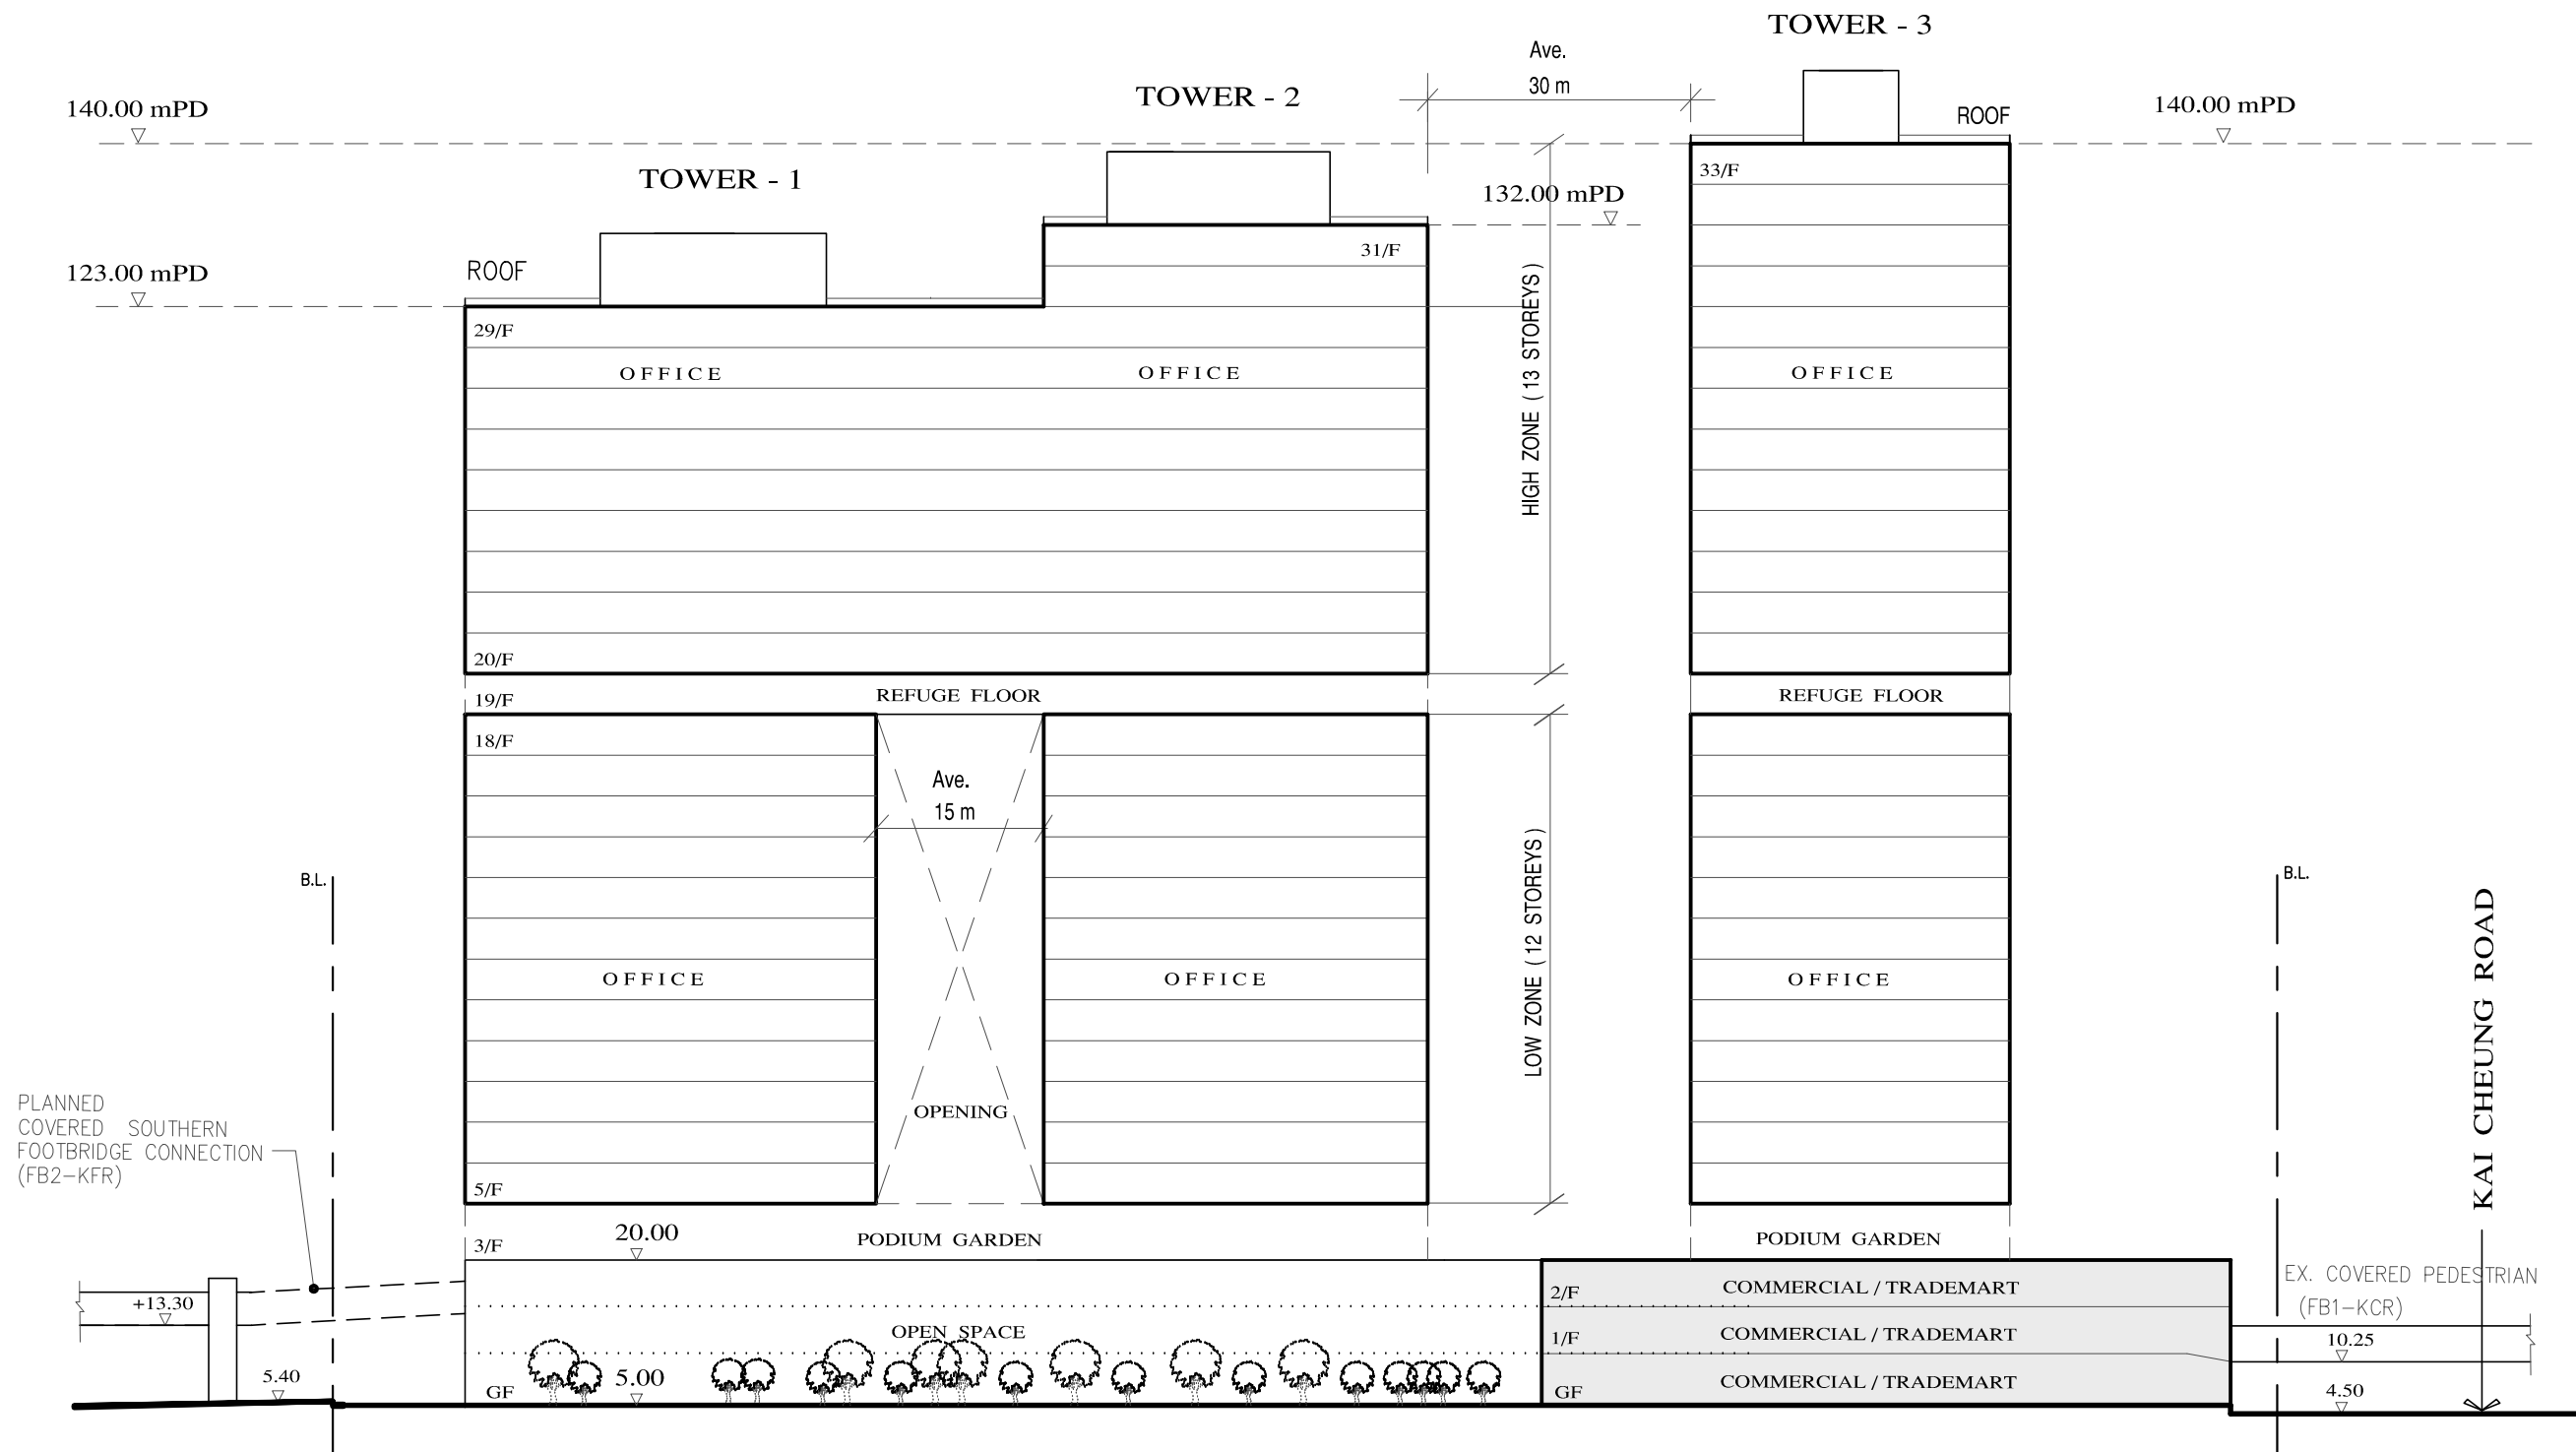 TOWER - 3
Ave.
30 m
TOWER - 2
140.00 mPD
140.00 mPD
ROOF
33/F
TOWER - 1
132.00 mPD
31/F
123.00 mPD
ROOF
29/F
OFFICE
OFFICE
OFFICE
HIGH ZONE ( 13 STOREYS )
20/F
19/F
REFUGE FLOOR
REFUGE FLOOR
18/F
Ave.
15 m
LOW ZONE ( 12 STOREYS )
B.L.
B.L.
KAI CHEUNG ROAD
OFFICE
OFFICE
OFFICE
OPENING
PLANNED
COVERED SOUTHERN
FOOTBRIDGE CONNECTION
(FB2-KFR)
5/F
20.00
3/F
PODIUM GARDEN
PODIUM GARDEN
2/F
COMMERCIAL / TRADEMART
EX. COVERED PEDESTRIAN
(FB1-KCR)
+13.30
OPEN SPACE
1/F
COMMERCIAL / TRADEMART
10.25
5.40
GF
5.00
GF
COMMERCIAL / TRADEMART
4.50